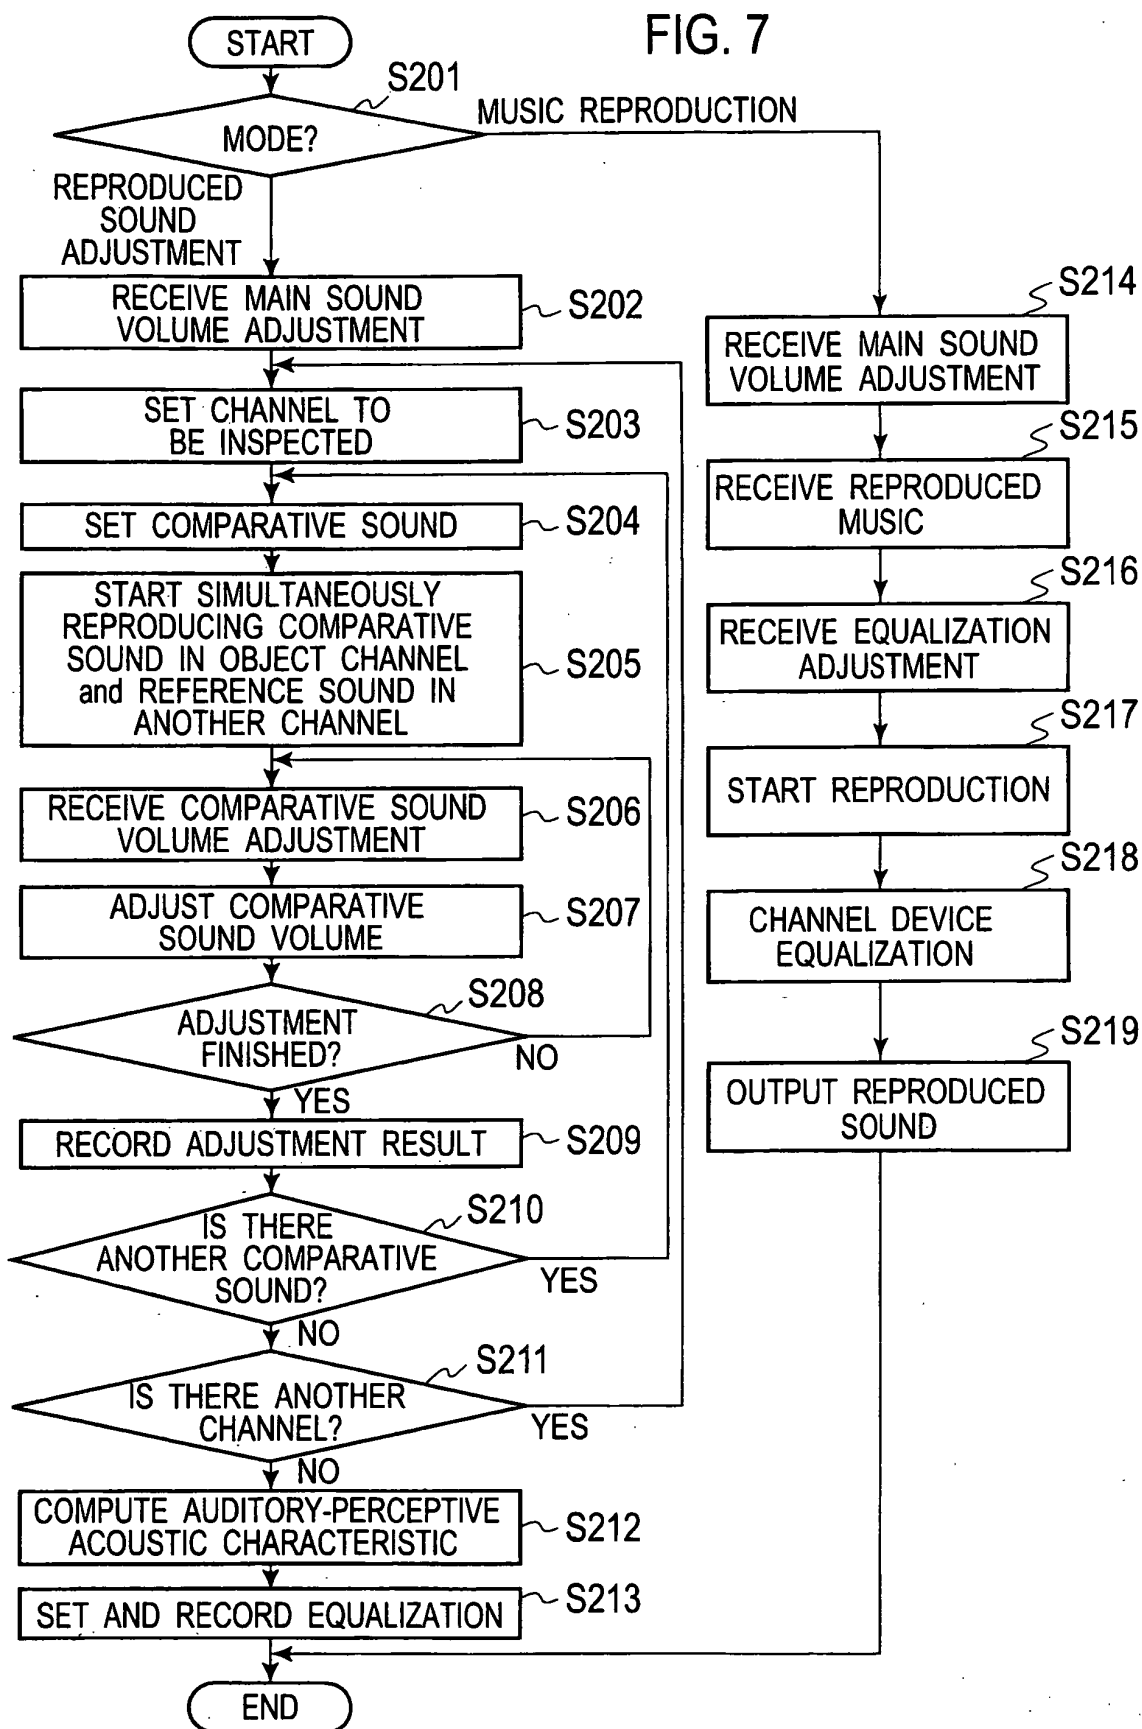 FIG. 7
START
S201
MODE?
MUSIC REPRODUCTION
REPRODUCED
SOUND
ADJUSTMENT
RECEIVE MAIN SOUND
VOLUME ADJUSTMENT
S202
SET CHANNEL TO
BE INSPECTED
S203
SET COMPARATIVE SOUND
S204
START SIMULTANEOUSLY
REPRODUCING COMPARATIVE
SOUND IN OBJECT CHANNEL
and REFERENCE SOUND IN
ANOTHER CHANNEL
S205
RECEIVE COMPARATIVE SOUND
VOLUME ADJUSTMENT
S206
ADJUST COMPARATIVE
SOUND VOLUME
S207
S208
ADJUSTMENT
FINISHED?
NO
YES
RECORD ADJUSTMENT RESULT
S209
S210
IS THERE
ANOTHER COMPARATIVE
SOUND?
YES
NO
S211
IS THERE ANOTHER
CHANNEL?
YES
NO
COMPUTE AUDITORY-PERCEPTIVE
ACOUSTIC CHARACTERISTIC
S212
SET AND RECORD EQUALIZATION
S213
END
S214
RECEIVE MAIN SOUND
VOLUME ADJUSTMENT
S215
RECEIVE REPRODUCED
MUSIC
S216
RECEIVE EQUALIZATION
ADJUSTMENT
S217
START REPRODUCTION
S218
CHANNEL DEVICE
EQUALIZATION
S219
OUTPUT REPRODUCED
SOUND